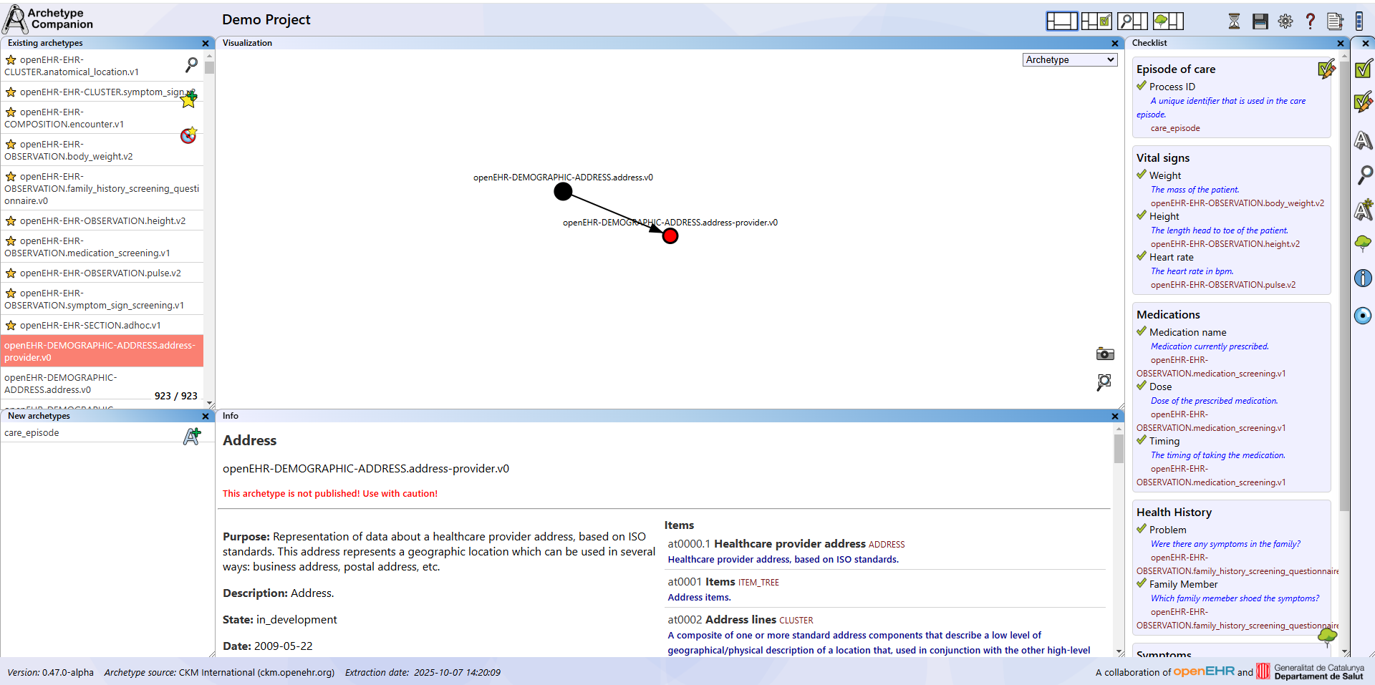 Archetype
Companion
Demo Project
Existing archetypes
openEHR-EHR-
CLUSTER.anatomical_location.v1
openEHR-EHR-CLUSTER.symptom_sign.
openEHR-EHR-
COMPOSITION.encounter.v1
openEHR-EHR-
OBSERVATION.body_weight.v2
openEHR-EHR-
OBSERVATION.family_history_screening_questi
onnaire.v0
openEHR-EHR-OBSERVATION.height.v2
openEHR-EHR-
OBSERVATION.medication_screening.v1
openEHR-EHR-OBSERVATION.pulse.v2
openEHR-EHR-
OBSERVATION.symptom_sign_screening.v1
openEHR-EHR-SECTION.adhoc.v1
openEHR-DEMOGRAPHIC-ADDRESS.address-
provider.v0
openEHR-DEMOGRAPHIC-
ADDRESS.address.v0
923 / 923
New archetypes
care_episode
Visualization
Archetype
openEHR-DEMOGRAPHIC-ADDRESS.address.v0
openEHR-DEMOGRAPHIC-ADDRESS.address-provider.v0
Info
Address
openEHR-DEMOGRAPHIC-ADDRESS.address-provider.v0
This archetype is not published! Use with caution!
Purpose: Representation of data about a healthcare provider address, based on ISO
standards. This address represents a geographic location which can be used in several
ways: business address, postal address, etc.
Description: Address.
State: in_development
Date: 2009-05-22
Items
at0000.1 Healthcare provider address ADDRESS
Healthcare provider address, based on ISO standards.
at0001 Items ITEM_TREE
Address items.
at0002 Address lines CLUSTER
A composite of one or more standard address components that describe a low level of
geographical/physical description of a location that, used in conjunction with the other high-level
Checklist
Episode of care
Process ID
A unique identifier that is used in the care
episode.
care_episode
Vital signs
Weight
The mass of the patient.
openEHR-EHR-OBSERVATION.body_weight.v2
Height
The length head to toe of the patient.
openEHR-EHR-OBSERVATION.height.v2
Heart rate
The heart rate in bpm.
openEHR-EHR-OBSERVATION.pulse.v2
Medications
Medication name
Medication currently prescribed.
openEHR-EHR-
OBSERVATION.medication_screening.v1
Dose
Dose of the prescribed medication.
openEHR-EHR-
OBSERVATION.medication_screening.v1
Timing
The timing of taking the medication.
openEHR-EHR-
OBSERVATION.medication_screening.v1
Health History
Problem
Were there any symptoms in the family?
openEHR-EHR-
OBSERVATION.family_history_screening_questionnaire
Family Member
Which family memeber shoed the symptoms?
openEHR-EHR-
OBSERVATION.family_history_screening_questionnaire
Symptoms
Version: 0.47.0-alpha Archetype source: CKM International (ckm.openehr.org) Extraction date: 2025-10-07 14:20:09
A collaboration of openEHR and Generalitat de Catalunya
Departament de Salut